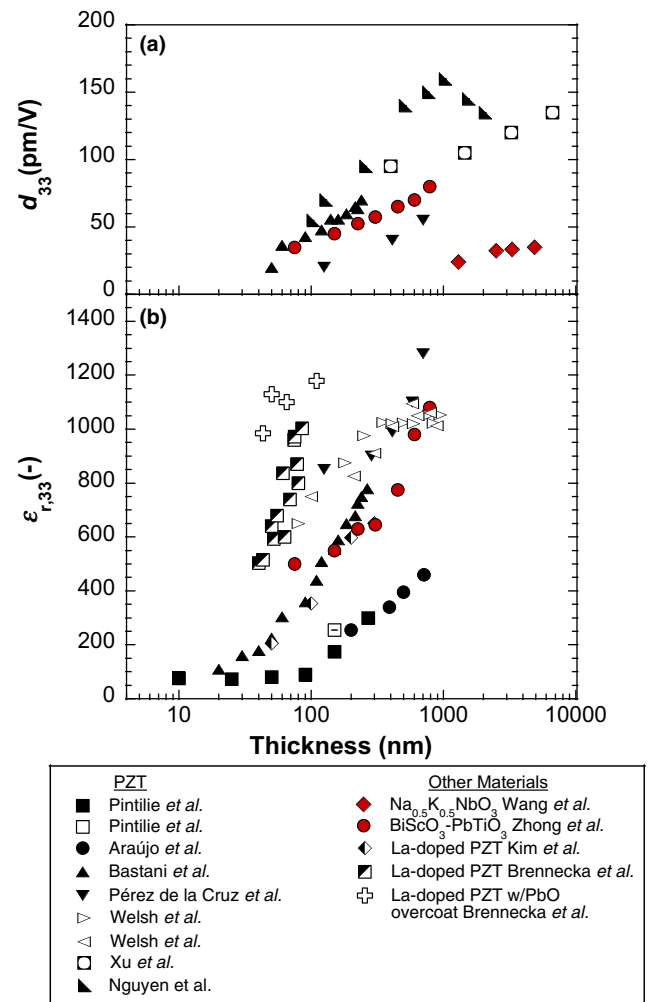 200
(a)
150
100
50
0
d33(pm/V)
1400
(b)
1200
1000
800
600
400
200
0
εr,33(-)
10
100
1000
10000
Thickness (nm)
PZT
Pintilie et al.
Pintilie et al.
Araújo et al.
Bastani et al.
Pérez de la Cruz et al.
Welsh et al.
Welsh et al.
Xu et al.
Nguyen et al.
Other Materials
Na0.5K0.5NbO3 Wang et al.
BiScO3-PbTiO3 Zhong et al.
La-doped PZT Kim et al.
La-doped PZT Brennecka et al.
La-doped PZT w/PbO
overcoat Brennecka et al.